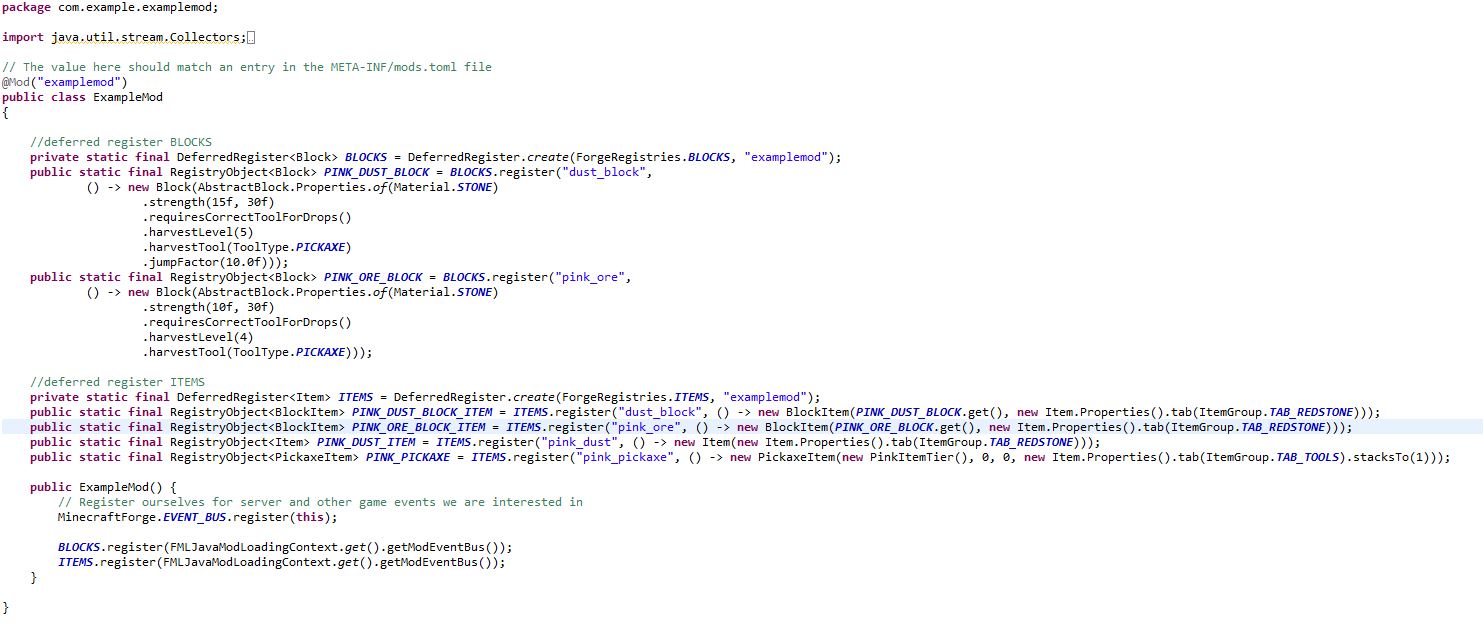 package com.example.examplemod;
import java.util.stream.Collectors;
// The value here should match an entry in the META-INF/mods.toml file
@Mod("examplemod")
public class ExampleMod
{
//deferred register BLOCKS
private static final DeferredRegister<Block> BLOCKS = DeferredRegister.create(ForgeRegistries.BLOCKS, "examplemod");
public static final RegistryObject<Block> PINK_DUST_BLOCK = BLOCKS.register("dust_block",
() -> new Block(AbstractBlock.Properties.of(Material.STONE)
.strength(15f, 30f)
.requiresCorrectToolForDrops()
.harvestLevel(5)
.harvestTool(ToolType.PICKAXE)
.jumpFactor(10.0f)));
public static final RegistryObject<Block> PINK_ORE_BLOCK = BLOCKS.register("pink_ore",
() -> new Block(AbstractBlock.Properties.of(Material.STONE)
.strength(10f, 30f)
.requiresCorrectToolForDrops()
.harvestLevel(4)
.harvestTool(ToolType.PICKAXE)));
//deferred register ITEMS
private static final DeferredRegister<Item> ITEMS = DeferredRegister.create(ForgeRegistries.ITEMS, "examplemod");
public static final RegistryObject<BlockItem> PINK_DUST_BLOCK_ITEM = ITEMS.register("dust_block", () -> new BlockItem(PINK_DUST_BLOCK.get(), new Item.Properties().tab(ItemGroup.TAB_REDSTONE)));
public static final RegistryObject<BlockItem> PINK_ORE_BLOCK_ITEM = ITEMS.register("pink_ore", () -> new BlockItem(PINK_ORE_BLOCK.get(), new Item.Properties().tab(ItemGroup.TAB_REDSTONE)));
public static final RegistryObject<Item> PINK_DUST_ITEM = ITEMS.register("pink_dust", () -> new Item(new Item.Properties().tab(ItemGroup.TAB_REDSTONE)));
public static final RegistryObject<PickaxeItem> PINK_PICKAXE = ITEMS.register("pink_pickaxe", () -> new PickaxeItem(new PinkItemTier(), 0, 0, new Item.Properties().tab(ItemGroup.TAB_TOOLS).stacksTo(1)));
public ExampleMod() {
// Register ourselves for server and other game events we are interested in
MinecraftForge.EVENT_BUS.register(this);
BLOCKS.register(FMLJavaModLoadingContext.get().getModEventBus());
ITEMS.register(FMLJavaModLoadingContext.get().getModEventBus());
}
}